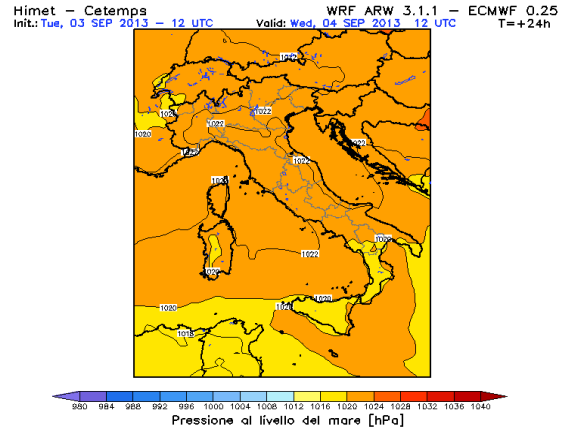 Himet – Cetemps WRF ARW 3.1.1 – ECMWF 0.25
Init.: Tue, 03 SEP 2013 – 12 UTC Valid: Wed, 04 SEP 2013 12 UTC T=+24h
1022
1022
1020
1022
1022
1022
1020
1022
1020
1020
1018
980 984 988 992 996 1000 1004 1008 1012 1016 1020 1024 1028 1032 1036 1040
Pressione al livello del mare [hPa]